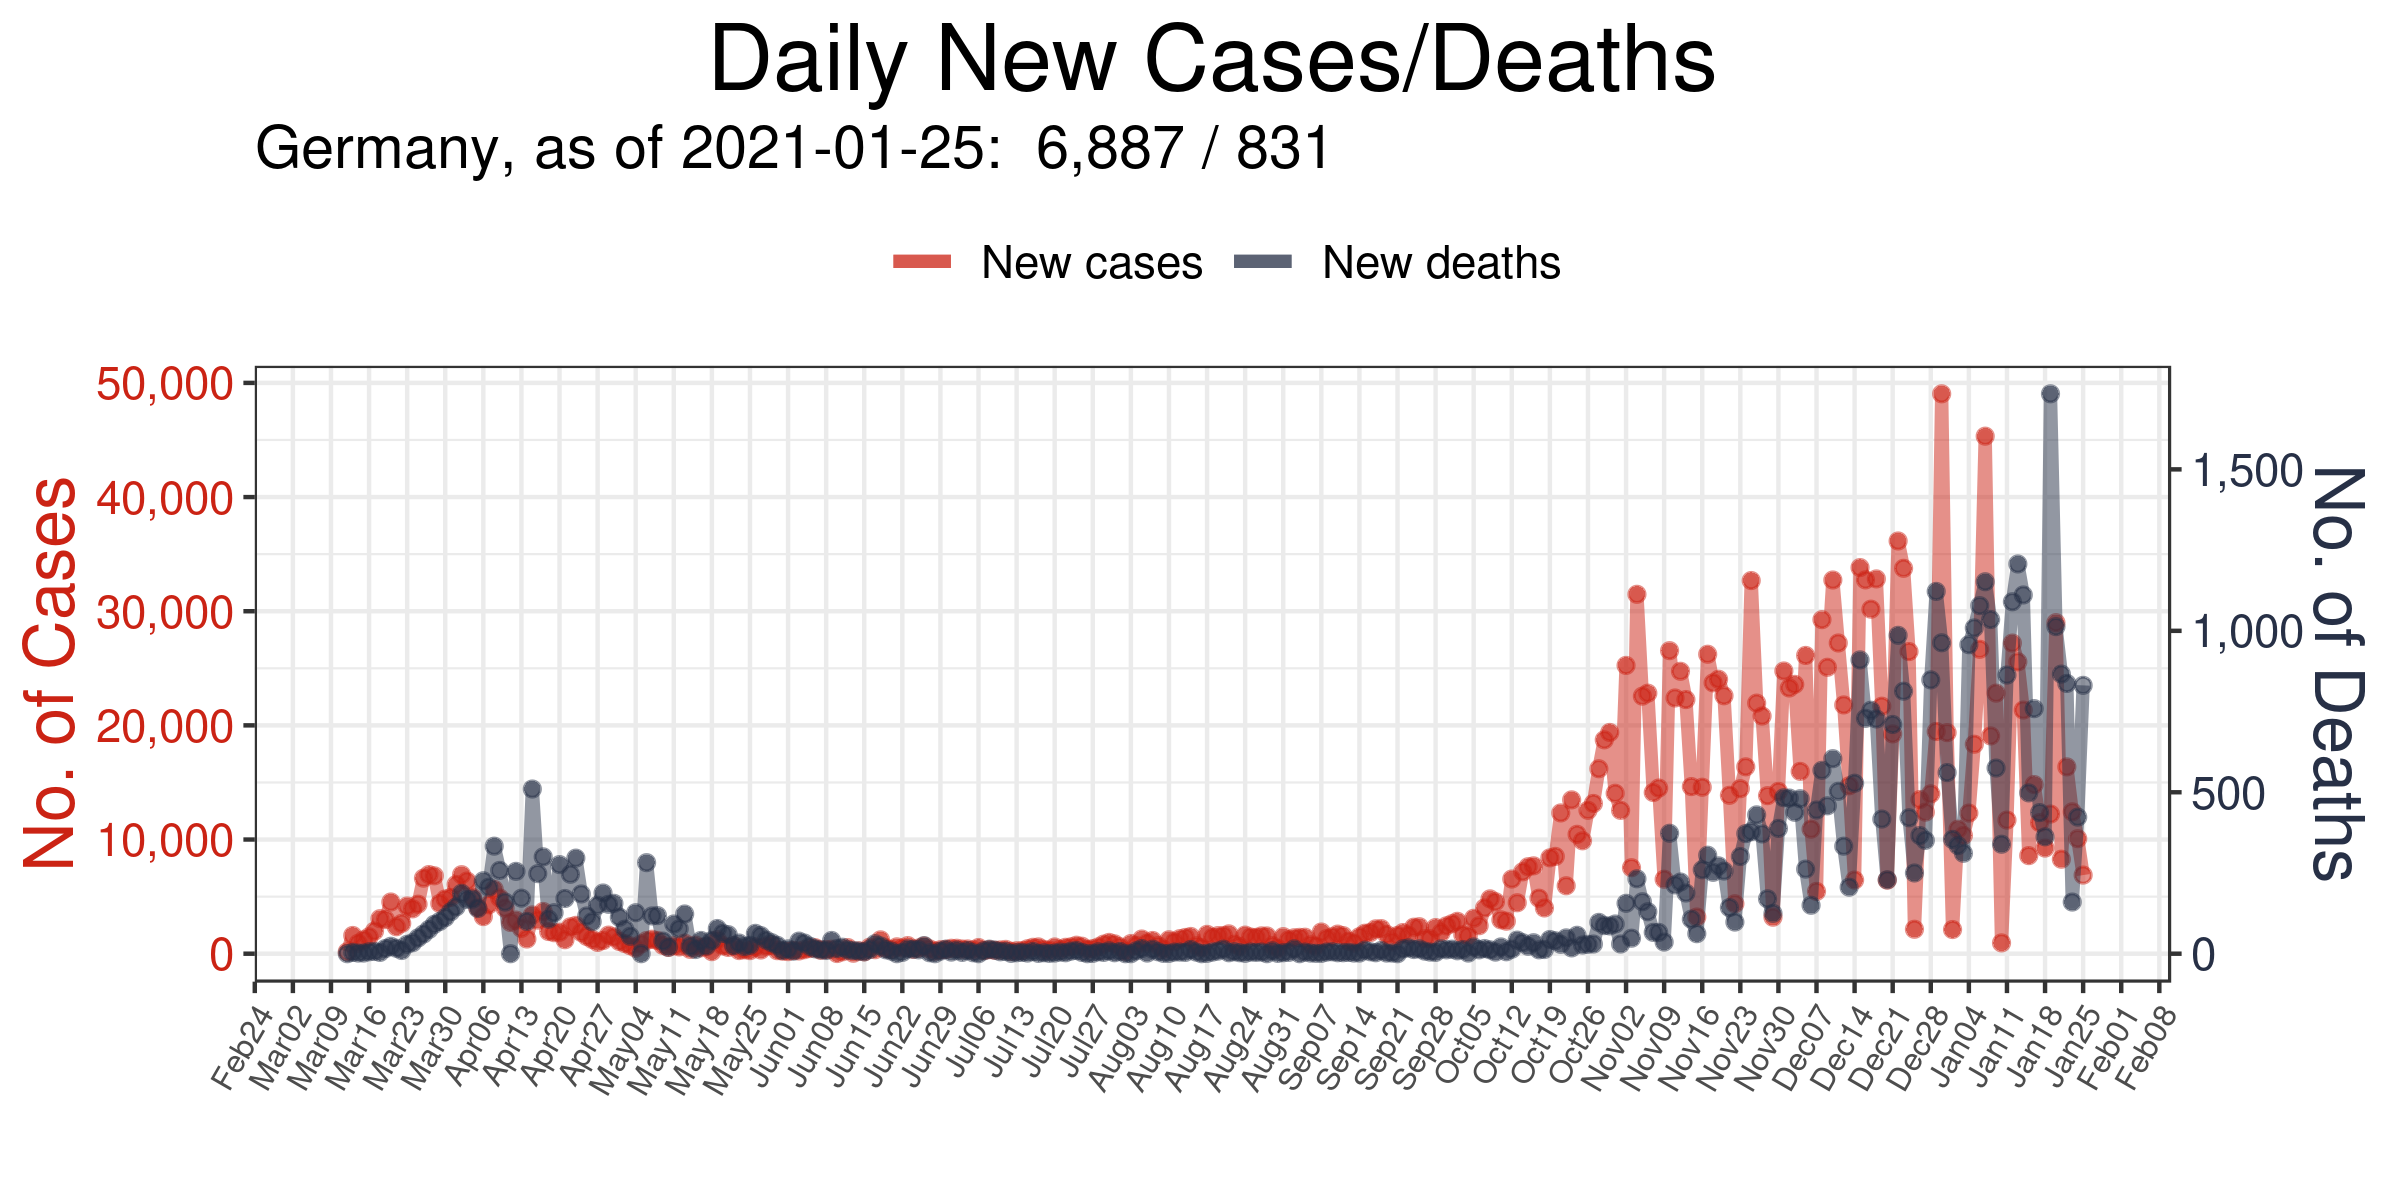 Daily New Cases/Deaths
Germany, as of 2021-01-25:  6,887 / 831
New cases
New deaths
No. of Cases
50,000
40,000
30,000
20,000
10,000
0
1,500
1,000
500
0
No. of Deaths
Feb24
Mar02
Mar09
Mar16
Mar23
Mar30
Apr06
Apr13
Apr20
Apr27
May04
May11
May18
May25
Jun01
Jun08
Jun15
Jun22
Jun29
Jul06
Jul13
Jul20
Jul27
Aug03
Aug10
Aug17
Aug24
Aug31
Sep07
Sep14
Sep21
Sep28
Oct05
Oct12
Oct19
Oct26
Nov02
Nov09
Nov16
Nov23
Nov30
Dec07
Dec14
Dec21
Dec28
Jan04
Jan11
Jan18
Jan25
Feb01
Feb08